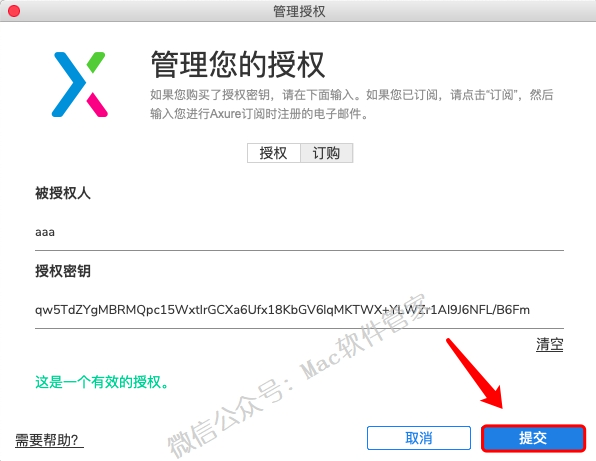 管理授权
管理您的授权
如果您购买了授权密钥，请在下面输入。如果您已订阅，请点击“订阅”，然后
输入您进行Axure订阅时注册的电子邮件。
授权 订购
被授权人
aaa
授权密钥
清空
这是一个有效的授权。
微信公众号：Mac软件管家
需要帮助？
取消 提交